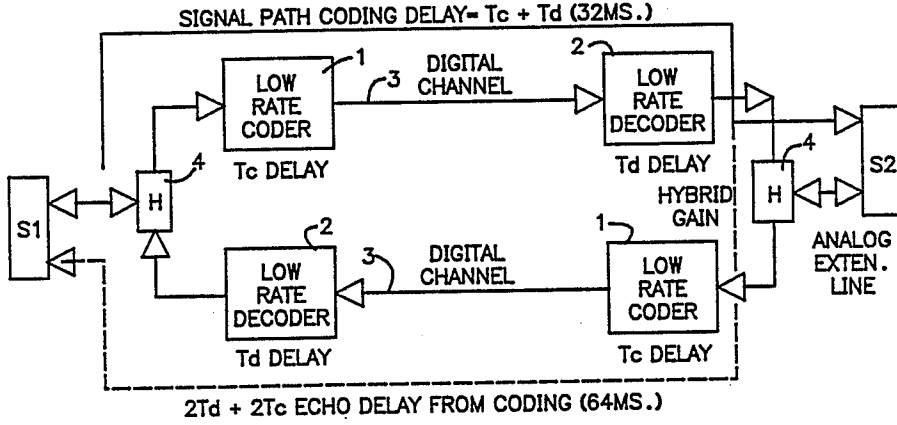 SIGNAL PATH CODING DELAY= Tc + Td (32MS.)
1
LOW
RATE
CODER
Tc DELAY
3
DIGITAL
CHANNEL
2
LOW
RATE
DECODER
Td DELAY
4
H
S1
HYBRID
GAIN
4
H
S2
ANALOG
EXTEN.
LINE
2
LOW
RATE
DECODER
Td DELAY
3
DIGITAL
CHANNEL
1
LOW
RATE
CODER
Tc DELAY
2Td + 2Tc ECHO DELAY FROM CODING (64MS.)